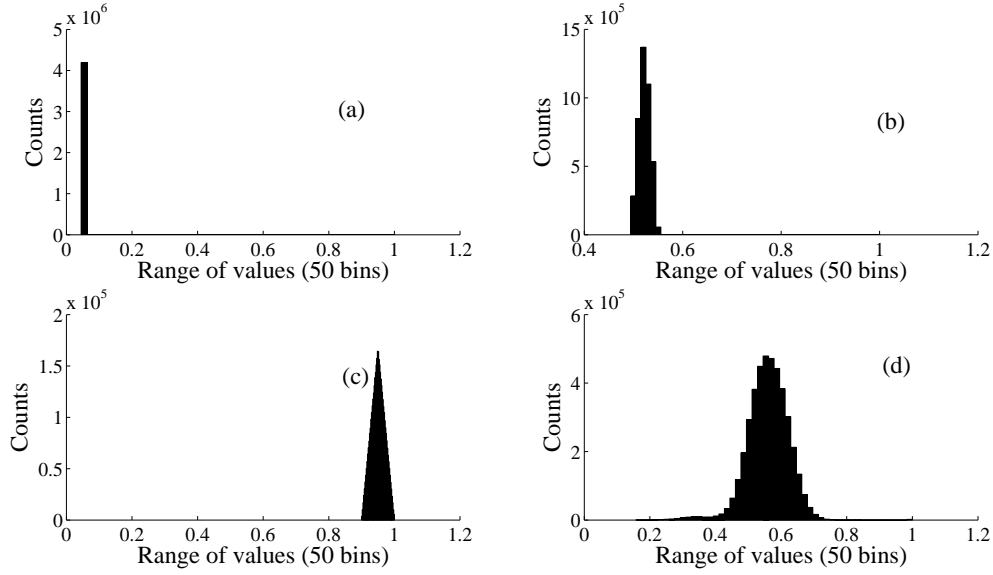 x 10^6
5
4
3
2
1
0
Counts
(a)
0 0.2 0.4 0.6 0.8 1 1.2
Range of values (50 bins)
x 10^5
15
10
5
0
Counts
(b)
0.4 0.6 0.8 1 1.2
Range of values (50 bins)
x 10^5
2
1.5
1
0.5
0
Counts
(c)
0 0.2 0.4 0.6 0.8 1 1.2
Range of values (50 bins)
x 10^5
6
4
2
0
Counts
(d)
0 0.2 0.4 0.6 0.8 1 1.2
Range of values (50 bins)